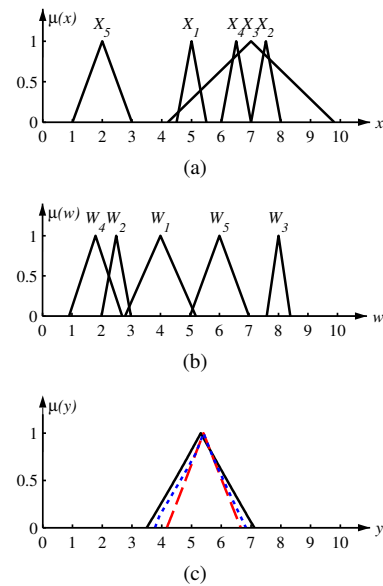 μ(x)
X5 X1 X4 X3 X2
1
0.5
0
0 1 2 3 4 5 6 7 8 9 10 x
(a)
μ(w)
W4 W2 W1 W5 W3
1
0.5
0
0 1 2 3 4 5 6 7 8 9 10 w
(b)
μ(y)
1
0.5
0
0 1 2 3 4 5 6 7 8 9 10 y
(c)